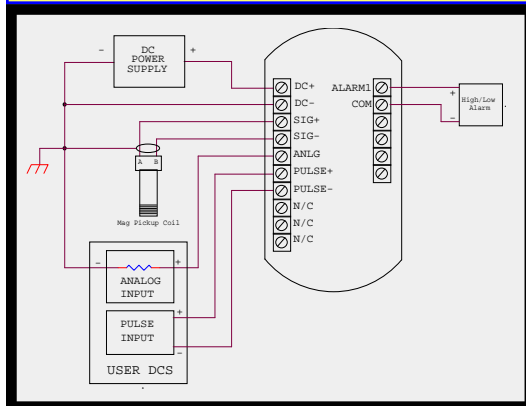 - DC +
POWER
SUPPLY
DC+
DC-
SIG+
SIG-
ANLG
PULSE+
PULSE-
N/C
N/C
N/C
ALARM1
COM
+
High/Low
Alarm
-
A B
Mag Pickup Coil
- +
ANALOG
INPUT
PULSE +
INPUT
-
USER DCS